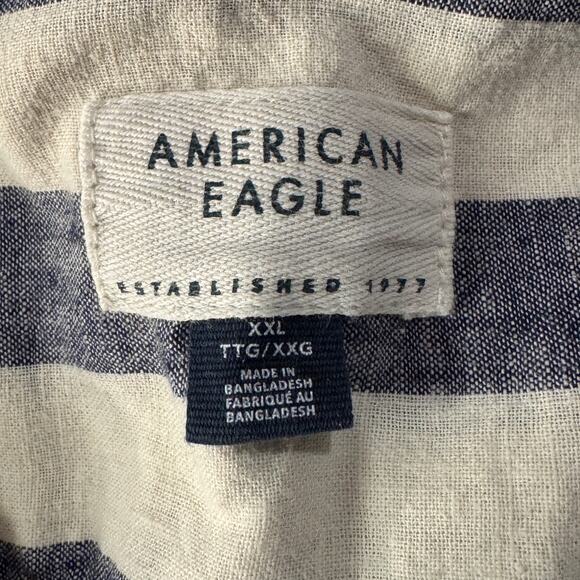 AMERICAN
EAGLE
ESTABLISHED 1977
XXL
TTG/XXG
MADE IN
BANGLADESH
FABRIQUÉ AU
BANGLADESH